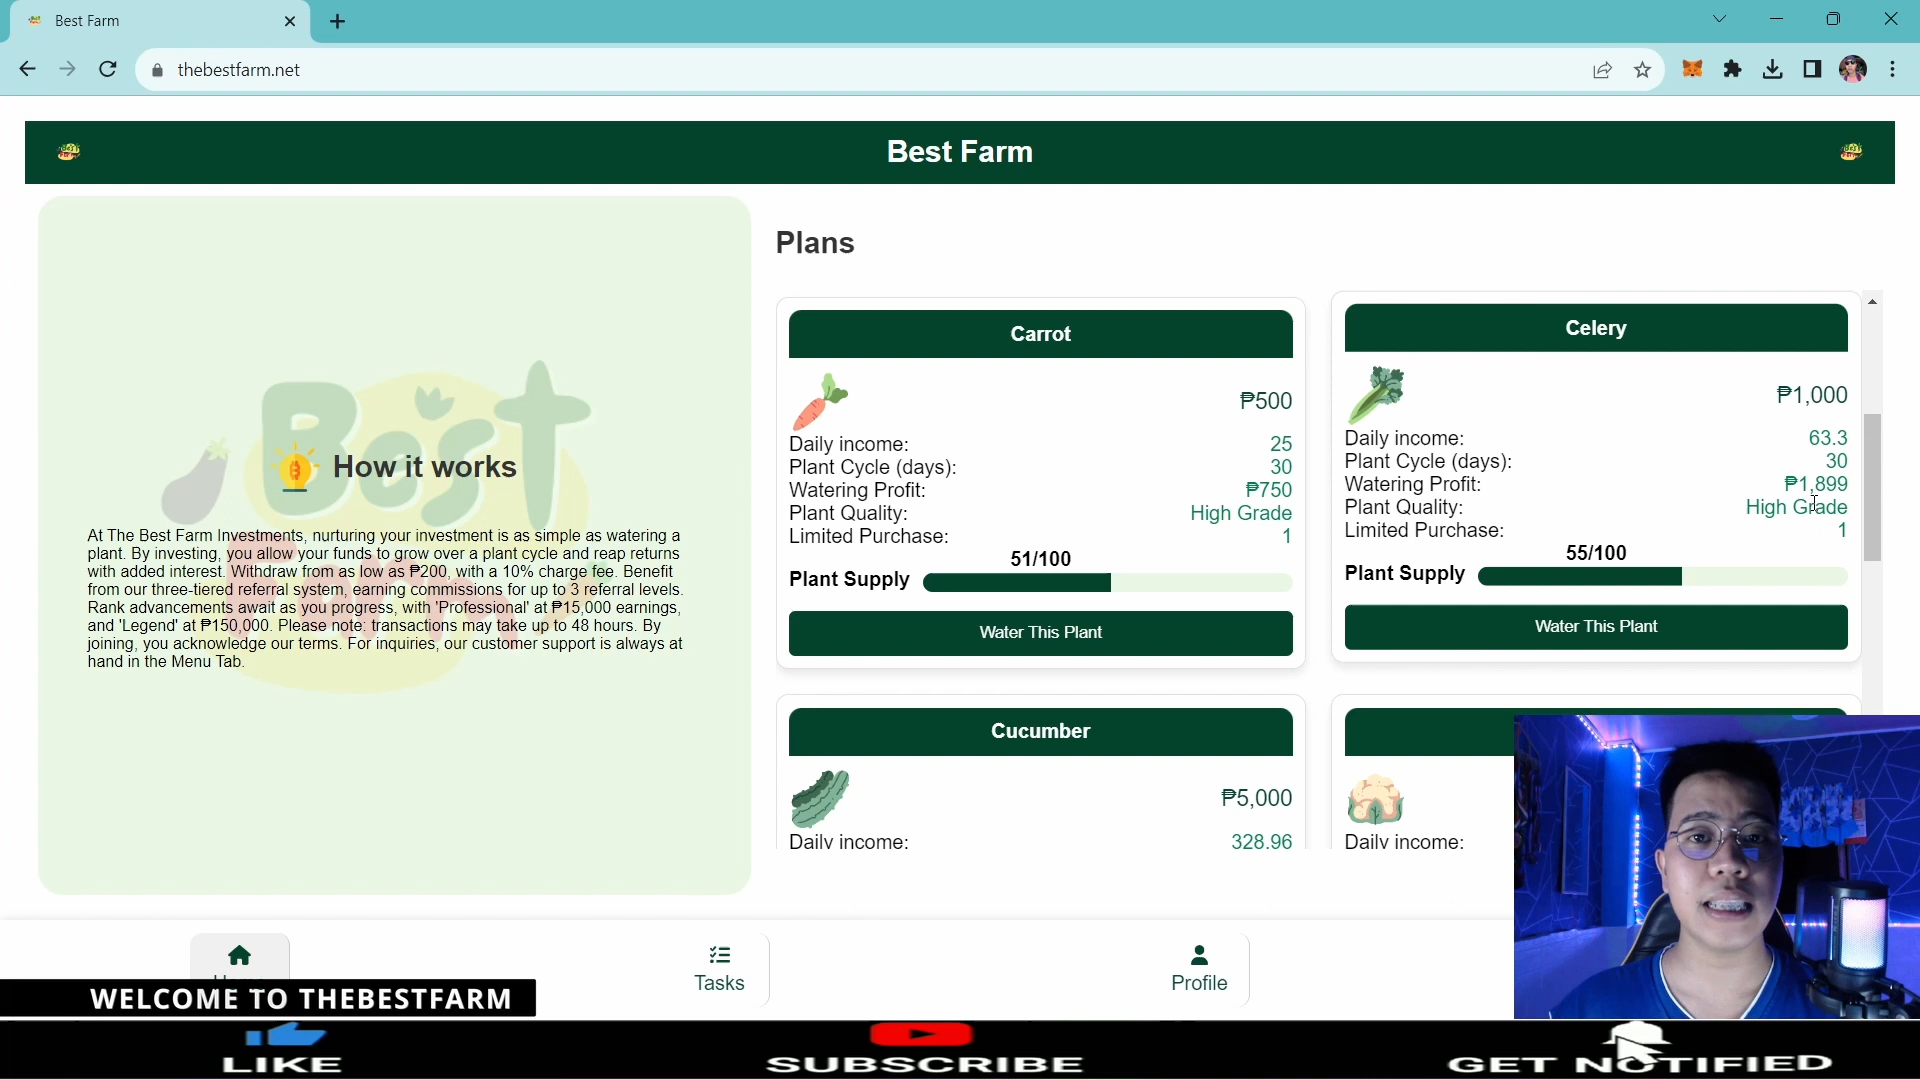 Best Farm
thebestfarm.net
Best Farm
Plans
Best
Farm
How it works
At The Best Farm Investments, nurturing your investment is as simple as watering a
plant. By investing, you allow your funds to grow over a plant cycle and reap returns
with added interest. Withdraw from as low as ₱200, with a 10% charge fee. Benefit
from our three-tiered referral system, earning commissions for up to 3 referral levels.
Rank advancements await as you progress, with 'Professional' at ₱15,000 earnings,
and 'Legend' at ₱150,000. Please note: transactions may take up to 48 hours. By
joining, you acknowledge our terms. For inquiries, our customer support is always at
hand in the Menu Tab.
Carrot
₱500
Daily income: 25
Plant Cycle (days): 30
Watering Profit: ₱750
Plant Quality: High Grade
Limited Purchase: 1
51/100
Plant Supply
Water This Plant
Celery
₱1,000
Daily income: 63.3
Plant Cycle (days): 30
Watering Profit: ₱1,899
Plant Quality: High Grade
Limited Purchase: 1
55/100
Plant Supply
Water This Plant
Cucumber
₱5,000
Daily income: 328.96
Daily income:
Tasks
Profile
WELCOME TO THEBESTFARM
LIKE
SUBSCRIBE
GET NOTIFIED